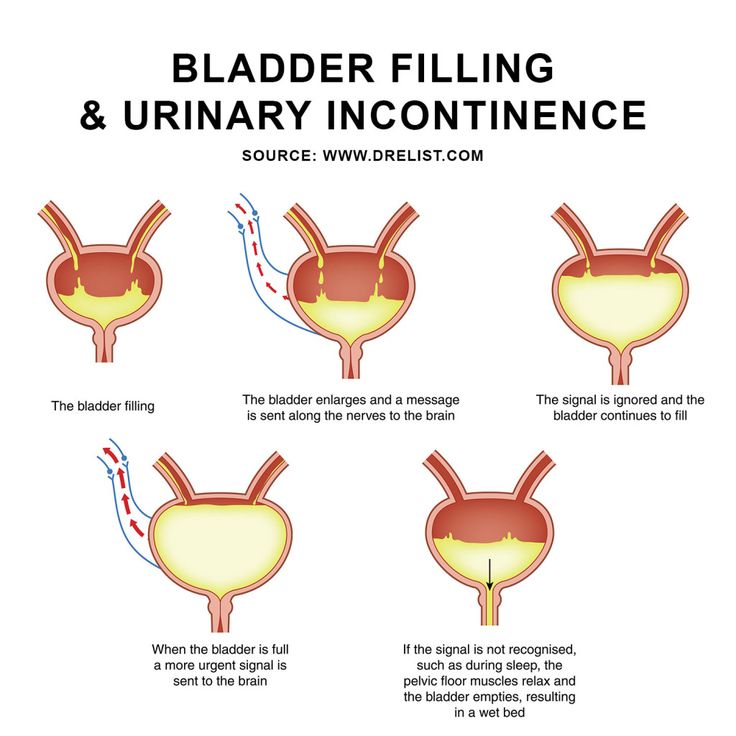 BLADDER FILLING
& URINARY INCONTINENCE
SOURCE: WWW.DRELIST.COM
The bladder filling
The bladder enlarges and a message
is sent along the nerves to the brain
The signal is ignored and the
bladder continues to fill
When the bladder is full
a more urgent signal is
sent to the brain
If the signal is not recognised,
such as during sleep, the
pelvic floor muscles relax and
the bladder empties, resulting
in a wet bed